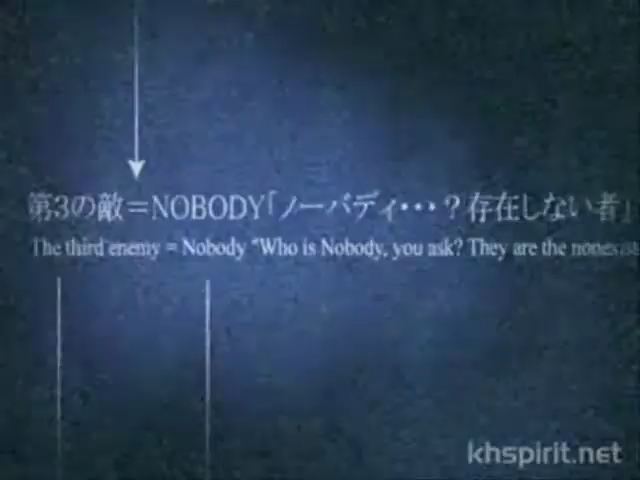 第3の敵=NOBODY「ノーバディ・・・?存在しない者」
The third enemy = Nobody "Who is Nobody, you ask? They are the
khspirit.net